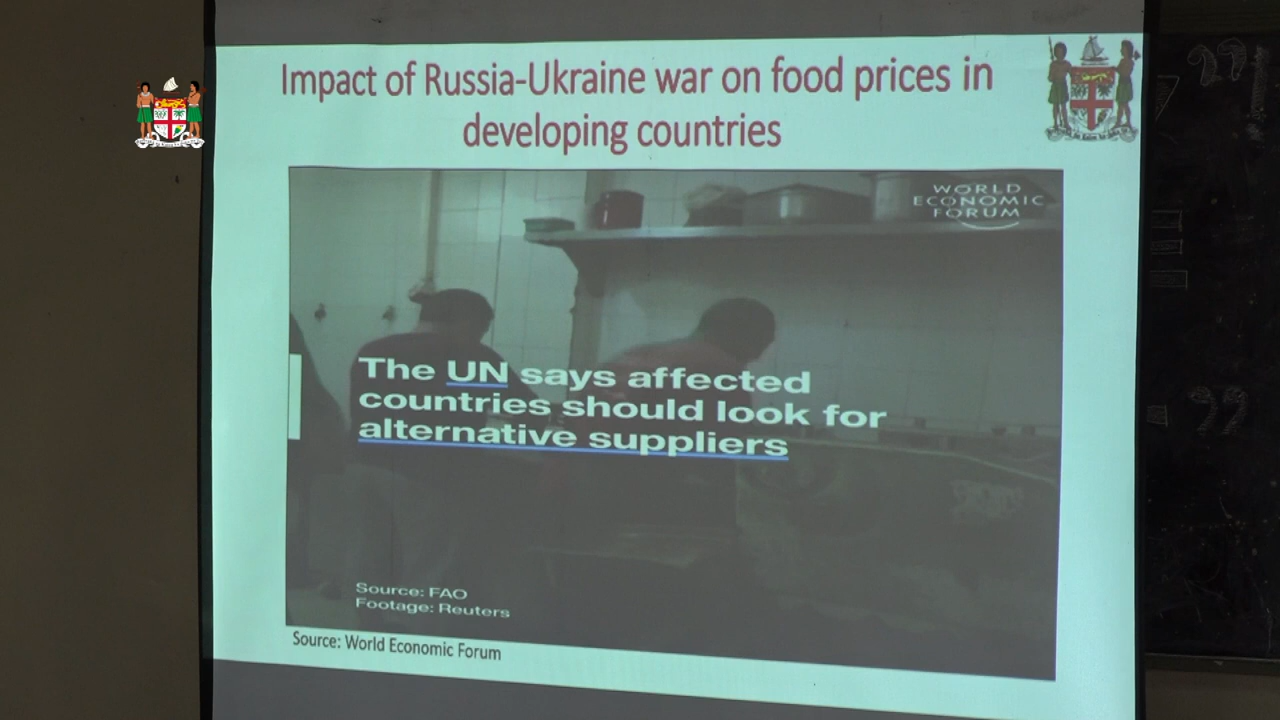 Impact of Russia-Ukraine war on food prices in
developing countries
WORLD
ECONOMIC
FORUM
The UN says affected
countries should look for
alternative suppliers
Source: FAO
Footage: Reuters
Source: World Economic Forum